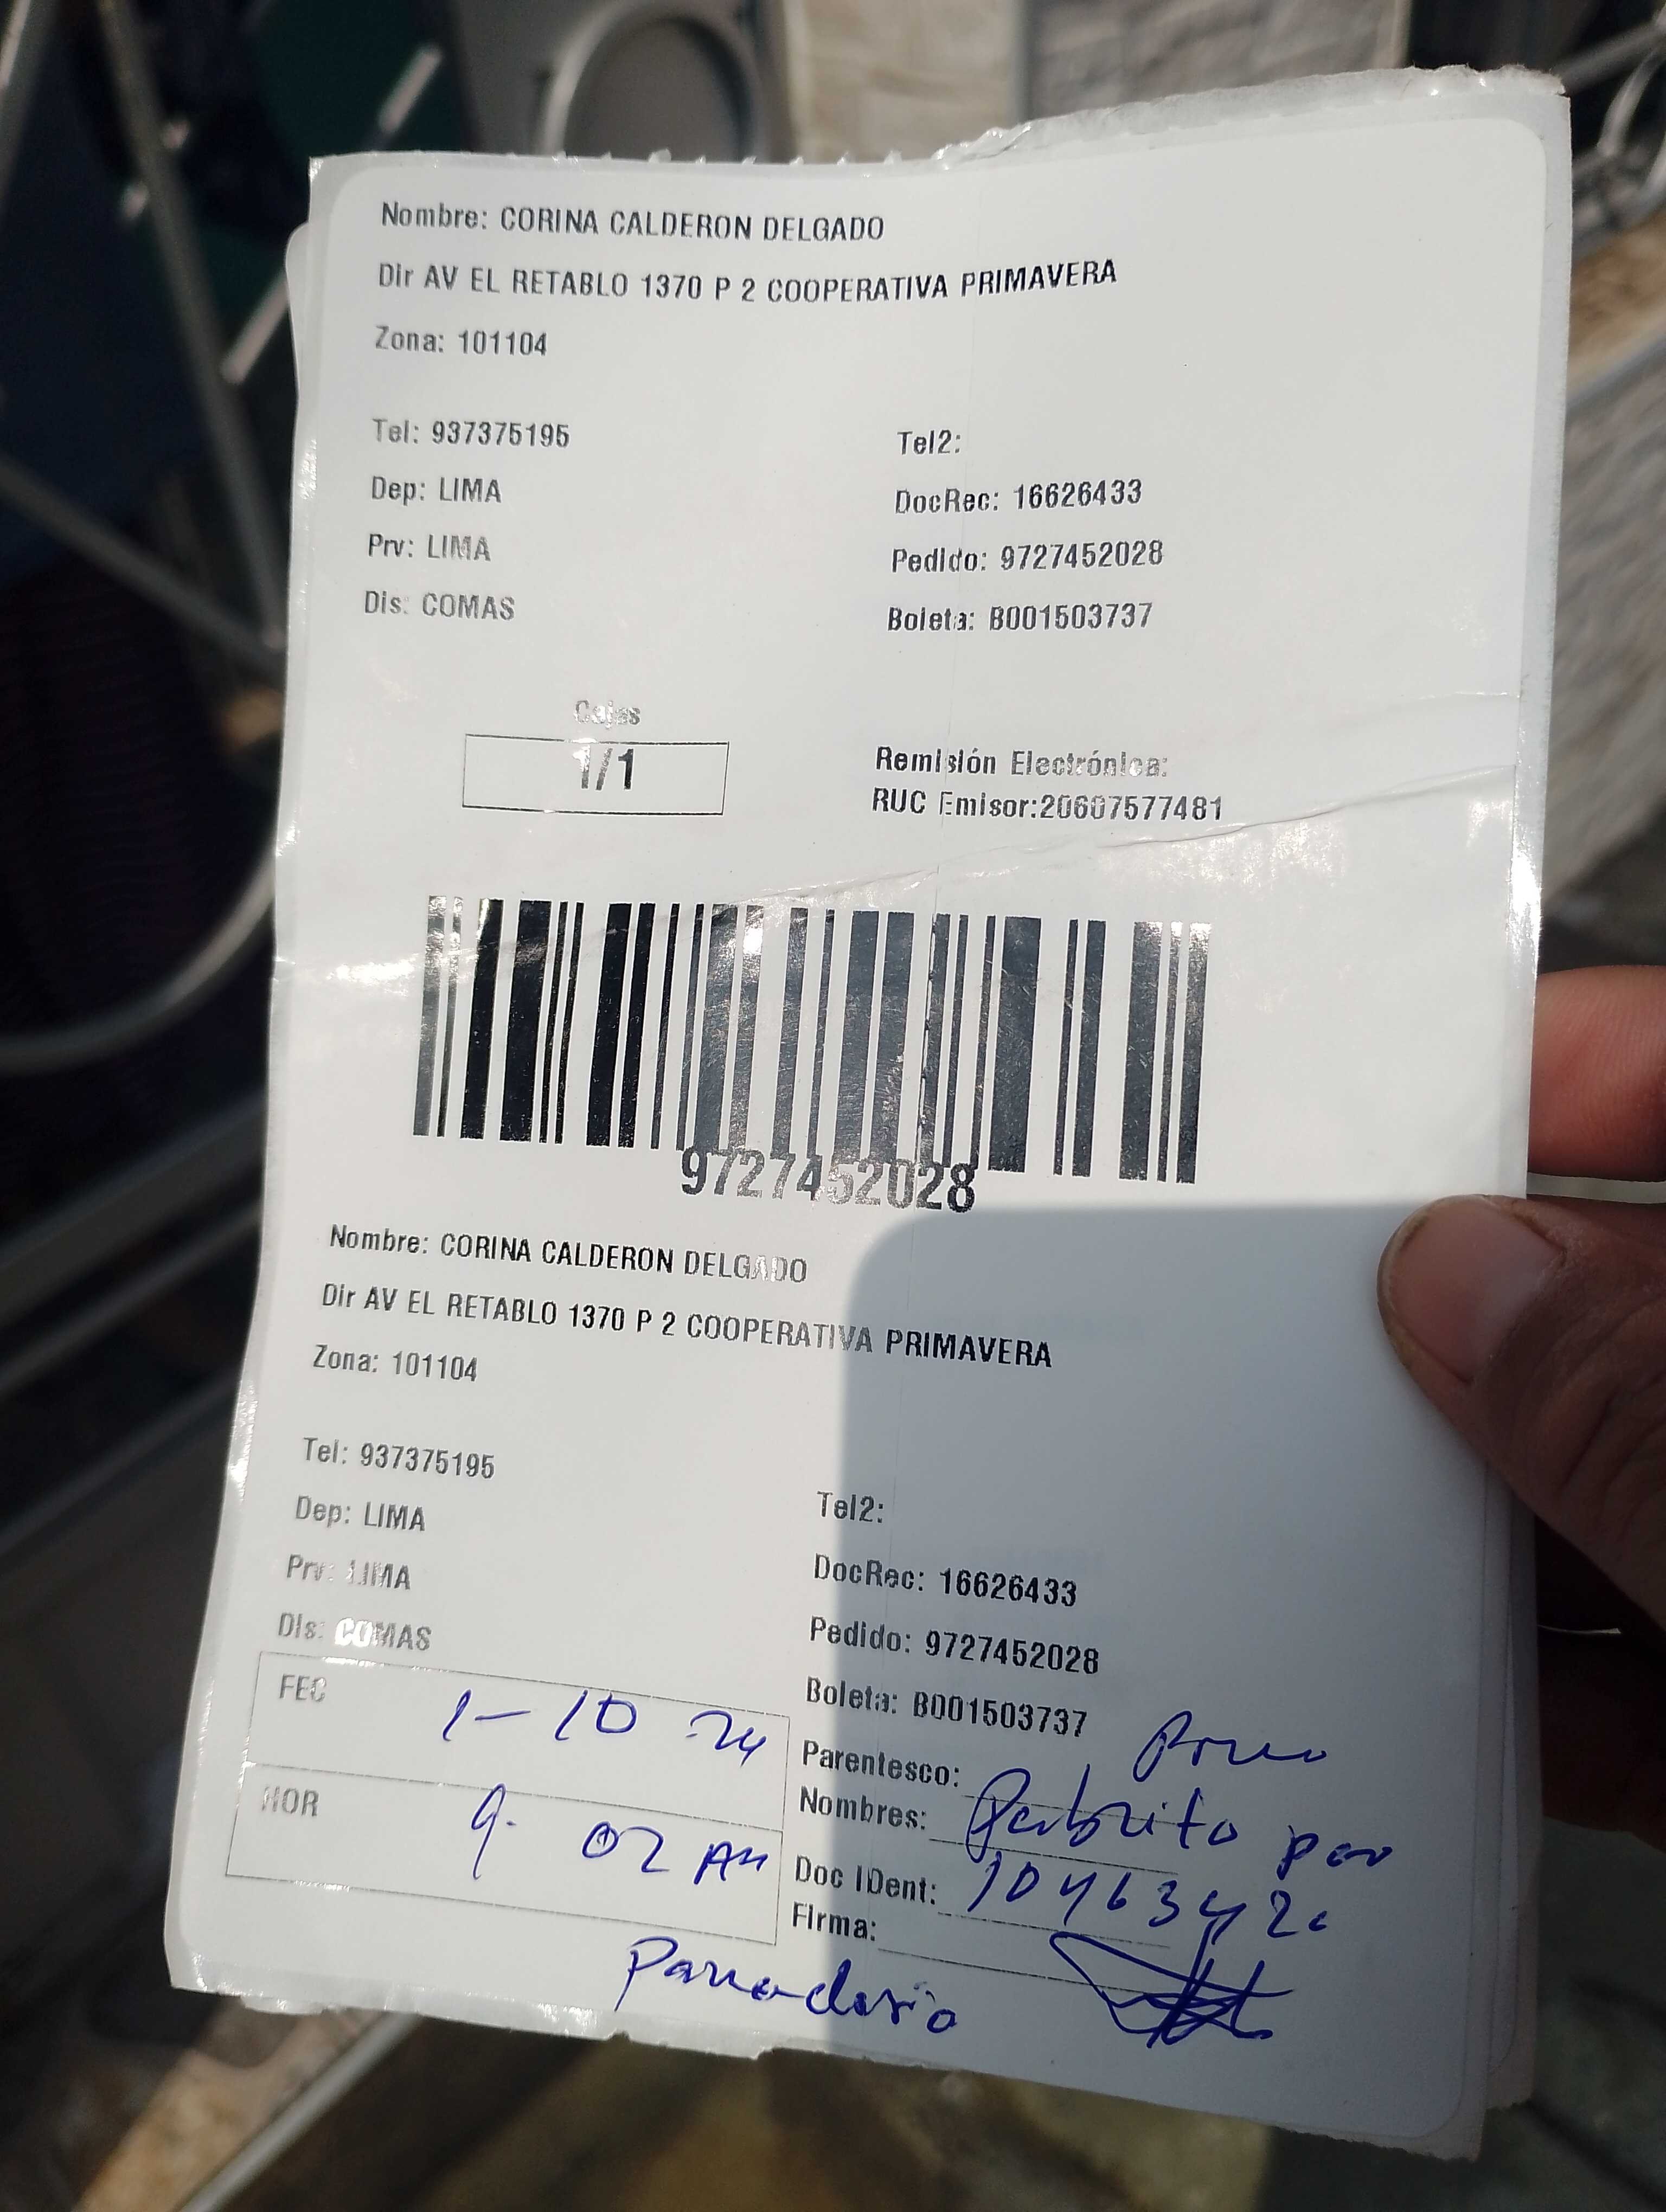 Nombre: CORINA CALDERON DELGADO
Dir AV EL RETABLO 1370 P 2 COOPERATIVA PRIMAVERA
Zona: 101104
Tel: 937375195
Tel2:
Dep: LIMA
DocRec: 16626433
Prv: LIMA
Pedido: 9727452028
Dis: COMAS
Boleta: B001503737
Cajas
1/1
Remisión Electrónica:
RUC Emisor:20607577481
9727452028
Nombre: CORINA CALDERON DELGADO
Dir AV EL RETABLO 1370 P 2 COOPERATIVA PRIMAVERA
Zona: 101104
Tel: 937375195
Tel2:
Dep: LIMA
DocRec: 16626433
Prv: LIMA
Pedido: 9727452028
Dis: COMAS
Boleta: B001503737
FEC 1-10-24
Parentesco:
Nombres:
HOR 9.02 AM
Doc IDent:
Firma: